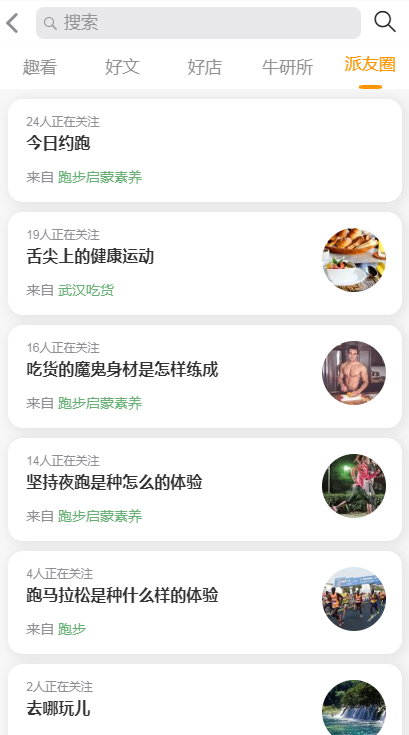 搜索
趣看 好文 好店 牛研所 派友圈
24人正在关注
今日约跑
来自 跑步启蒙素养
19人正在关注
舌尖上的健康运动
来自 武汉吃货
16人正在关注
吃货的魔鬼身材是怎样练成
来自 跑步启蒙素养
14人正在关注
坚持夜跑是种怎么的体验
来自 跑步启蒙素养
4人正在关注
跑马拉松是种什么样的体验
来自 跑步
2人正在关注
去哪玩儿